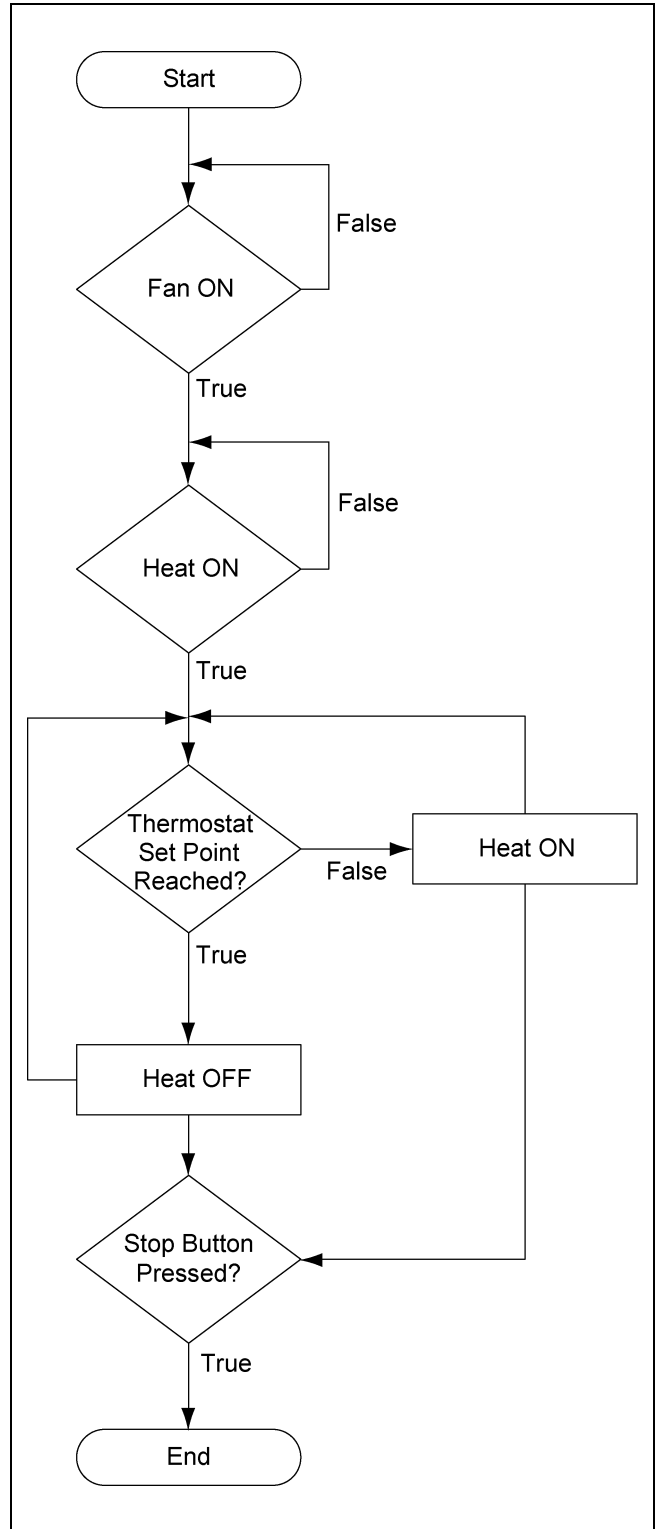 Start
False
Fan ON
True
False
Heat ON
True
Thermostat
Set Point
Reached?
False
Heat ON
True
Heat OFF
Stop Button
Pressed?
True
End